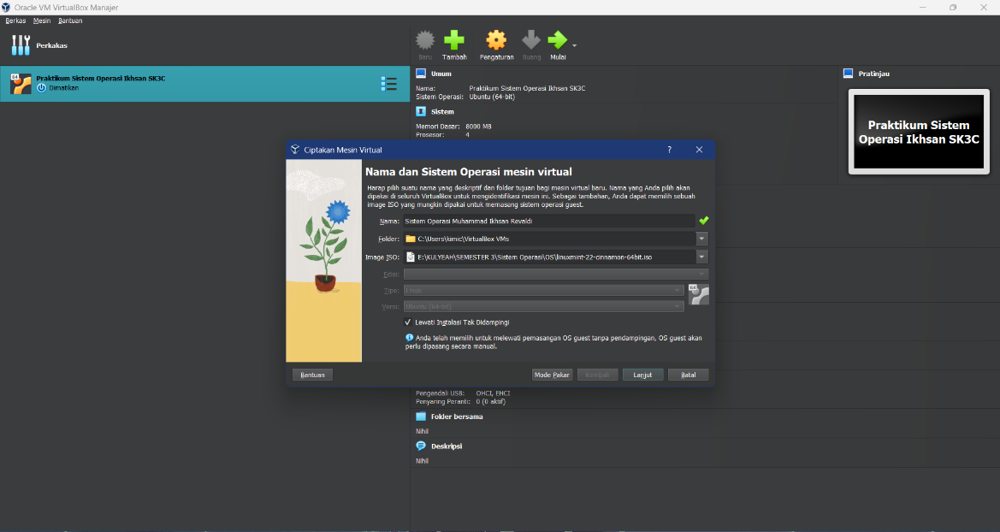 Oracle VM VirtualBox Manajer
Berkas Mesin Bantuan
Perkakas
Baru Tambah Pengaturan Buang Mulai
64
Praktikum Sistem Operasi Ikhsan SK3C
Dimatikan
Umum
Nama: Praktikum Sistem Operasi Ikhsan SK3C
Sistem Operasi: Ubuntu (64-bit)
Sistem
Memori Dasar: 8000 MB
Prosesor: 4
Pratinjau
Praktikum Sistem
Operasi Ikhsan SK3C
Ciptakan Mesin Virtual
?
Nama dan Sistem Operasi mesin virtual
Harap pilih suatu nama yang deskriptif dan folder tujuan bagi mesin virtual baru. Nama yang Anda pilih akan
dipakai di seluruh VirtualBox untuk mengidentifikasi mesin ini. Sebagai tambahan, Anda dapat memilih sebuah
image ISO yang mungkin dipakai untuk memasang sistem operasi guest.
Nama: Sistem Operasi Muhammad Ikhsan Revaldi
Folder: C:\Users\kimic\VirtualBox VMs
Image ISO: E:\KULYEAH\SEMESTER 3\Sistem Operasi\OS\linuxmint-22-cinnamon-64bit.iso
Edisi:
Tipe: Linux
64
Versi: Ubuntu (64-bit)
Lewati Instalasi Tak Didampingi
Anda telah memilih untuk melewati pemasangan OS guest tanpa pendampingan, OS guest akan
perlu dipasang secara manual.
Bantuan Mode Pakar Kembali Lanjut Batal
Pengendali USB: OHCI, EHCI
Penyaring Peranti: 0 (0 aktif)
Folder bersama
Nihil
Deskripsi
Nihil